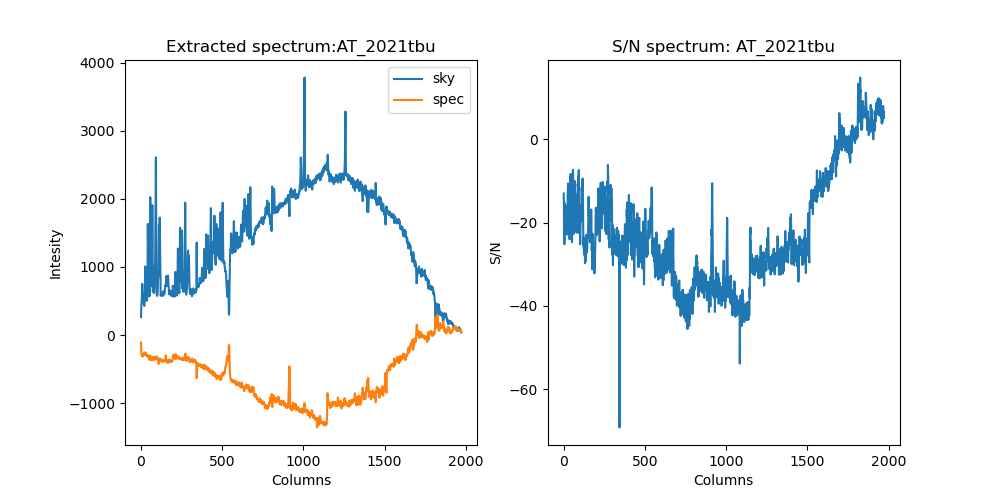 Extracted spectrum:AT_2021tbu
4000
3000
2000
1000
0
−1000
Intesity
0 500 1000 1500 2000
Columns
sky
spec
S/N spectrum: AT_2021tbu
0
−20
−40
−60
S/N
0 500 1000 1500 2000
Columns